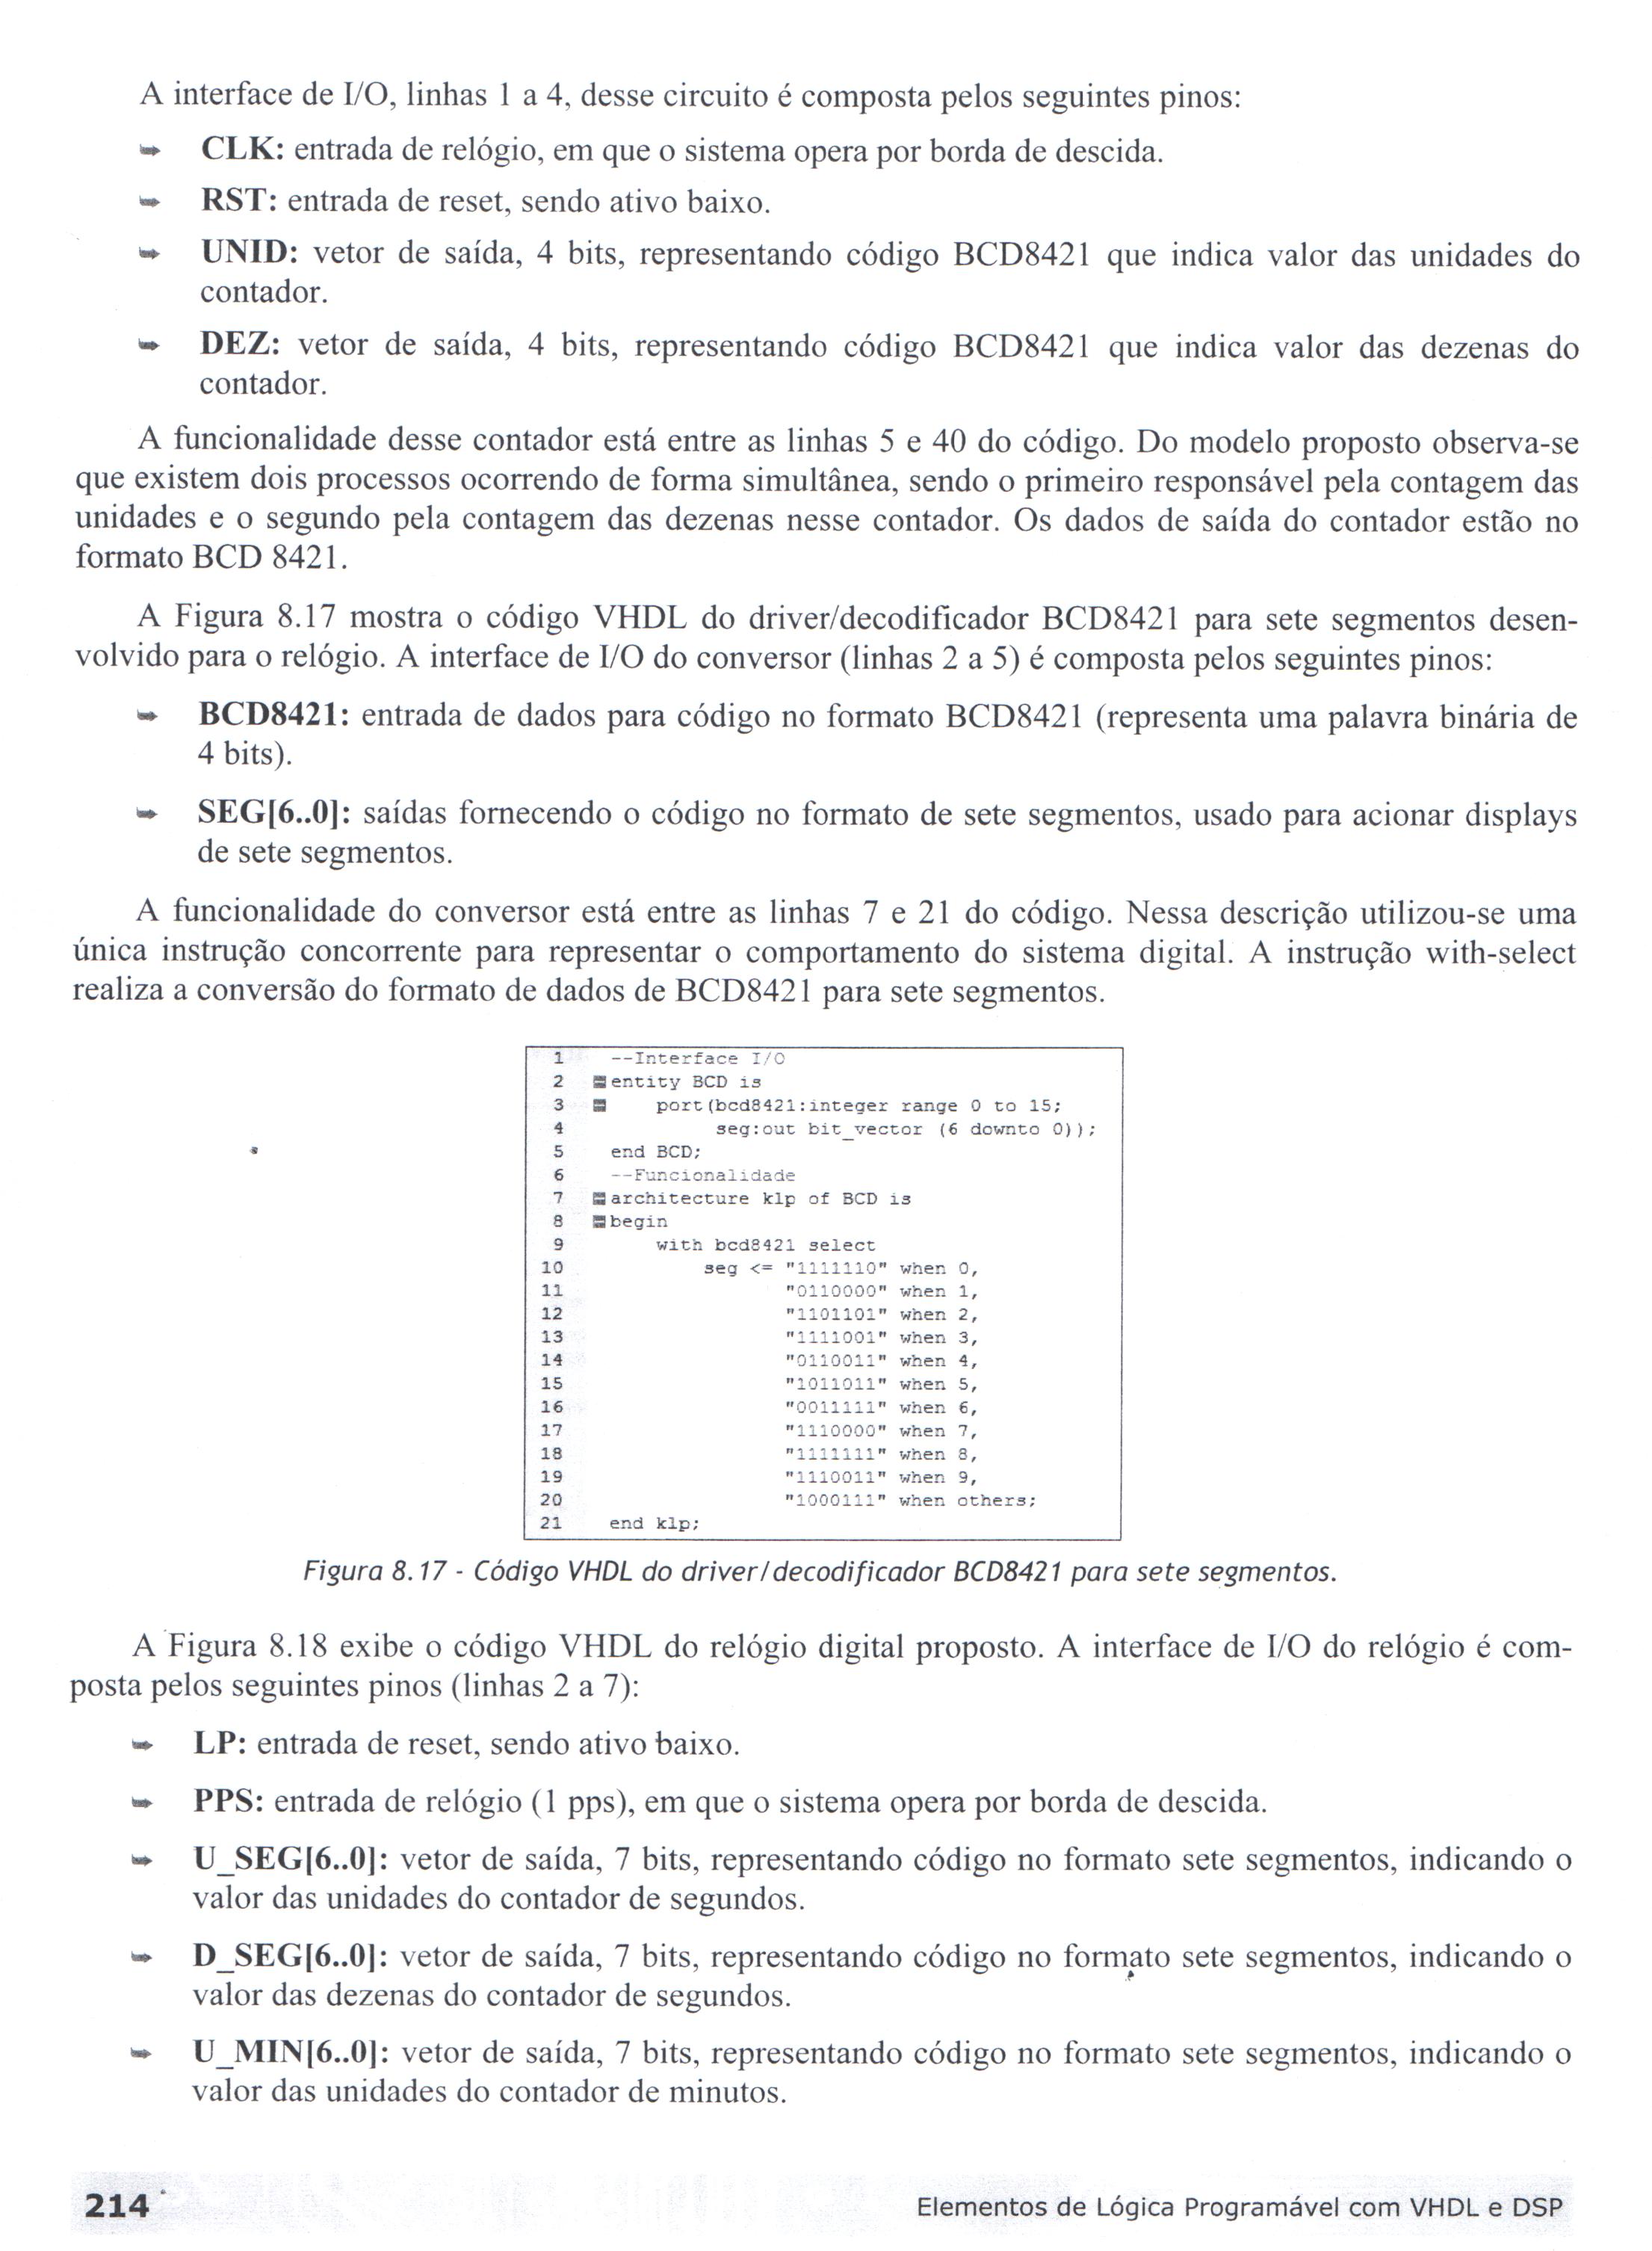 A interface de I/O, linhas 1 a 4, desse circuito é composta pelos seguintes pinos:
CLK: entrada de relógio, em que o sistema opera por borda de descida.
RST: entrada de reset, sendo ativo baixo.
UNID: vetor de saída, 4 bits, representando código BCD8421 que indica valor das unidades do
contador.
DEZ: vetor de saída, 4 bits, representando código BCD8421 que indica valor das dezenas do
contador.
A funcionalidade desse contador está entre as linhas 5 e 40 do código. Do modelo proposto observa-se
que existem dois processos ocorrendo de forma simultânea, sendo o primeiro responsável pela contagem das
unidades e o segundo pela contagem das dezenas nesse contador. Os dados de saída do contador estão no
formato BCD 8421.
A Figura 8.17 mostra o código VHDL do driver/decodificador BCD8421 para sete segmentos desen-
volvido para o relógio. A interface de I/O do conversor (linhas 2 a 5) é composta pelos seguintes pinos:
BCD8421: entrada de dados para código no formato BCD8421 (representa uma palavra binária de
4 bits).
SEG[6..0]: saídas fornecendo o código no formato de sete segmentos, usado para acionar displays
de sete segmentos.
A funcionalidade do conversor está entre as linhas 7 e 21 do código. Nessa descrição utilizou-se uma
única instrução concorrente para representar o comportamento do sistema digital. A instrução with-select
realiza a conversão do formato de dados de BCD8421 para sete segmentos.
1 --Interface I/O
2 entity BCD is
3 port(bcd8421:integer range 0 to 15;
4 seg:out bit_vector (6 downto 0));
5 end BCD;
6 --Funcionalidade
7 architecture klp of BCD is
8 begin
9 with bcd8421 select
10 seg <= "1111110" when 0,
11 "0110000" when 1,
12 "1101101" when 2,
13 "1111001" when 3,
14 "0110011" when 4,
15 "1011011" when 5,
16 "0011111" when 6,
17 "1110000" when 7,
18 "1111111" when 8,
19 "1110011" when 9,
20 "1000111" when others;
21 end klp;
Figura 8.17 - Código VHDL do driver/decodificador BCD8421 para sete segmentos.
A Figura 8.18 exibe o código VHDL do relógio digital proposto. A interface de I/O do relógio é com-
posta pelos seguintes pinos (linhas 2 a 7):
LP: entrada de reset, sendo ativo baixo.
PPS: entrada de relógio (1 pps), em que o sistema opera por borda de descida.
U_SEG[6..0]: vetor de saída, 7 bits, representando código no formato sete segmentos, indicando o
valor das unidades do contador de segundos.
D_SEG[6..0]: vetor de saída, 7 bits, representando código no formato sete segmentos, indicando o
valor das dezenas do contador de segundos.
U_MIN[6..0]: vetor de saída, 7 bits, representando código no formato sete segmentos, indicando o
valor das unidades do contador de minutos.
214 Elementos de Lógica Programável com VHDL e DSP